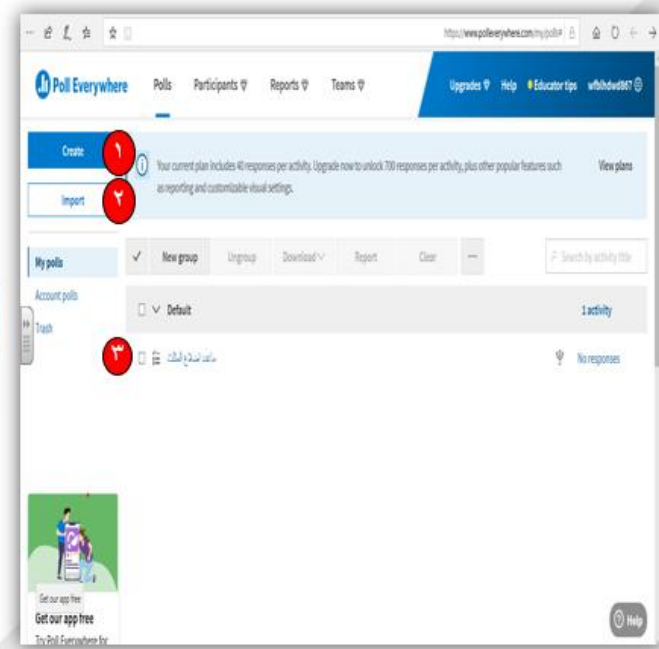 https://www.polleverywhere.com/my/polls#
Poll Everywhere
Polls
Participants
Reports
Teams
Upgrades
Help
Educator tips
wfblhdwd867
Create
١
Your current plan includes 40 responses per activity. Upgrade now to unlock 700 responses per activity, plus other popular features such
as reporting and customizable visual settings.
View plans
Import
٢
My polls
Account polls
Trash
New group
Ungroup
Download
Report
Clear
Search by activity title
Default
1 activity
٣
ماعدد اضلاع المثلث
No responses
Get our app free
Get our app free
Try Poll Everywhere for
Help